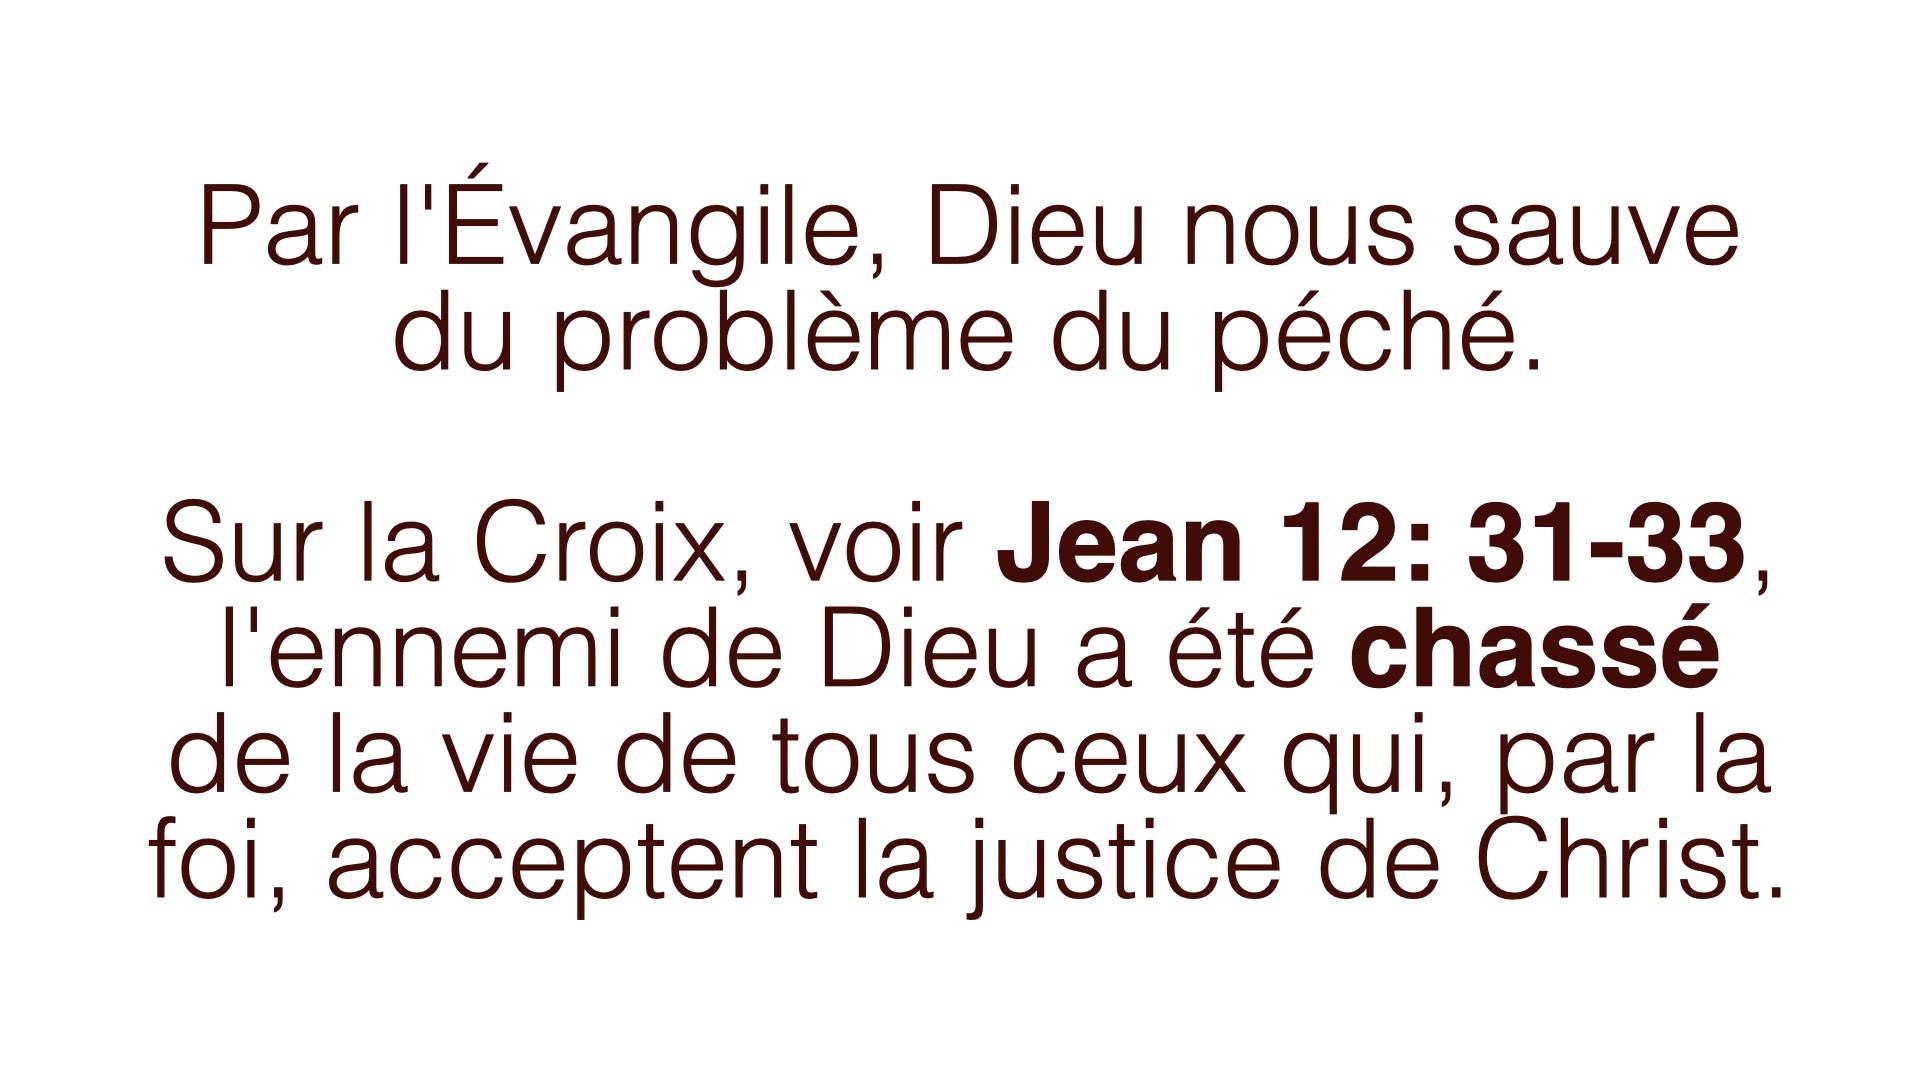 Par l'Évangile, Dieu nous sauve
du problème du péché.
Sur la Croix, voir Jean 12: 31-33,
l'ennemi de Dieu a été chassé
de la vie de tous ceux qui, par la
foi, acceptent la justice de Christ.